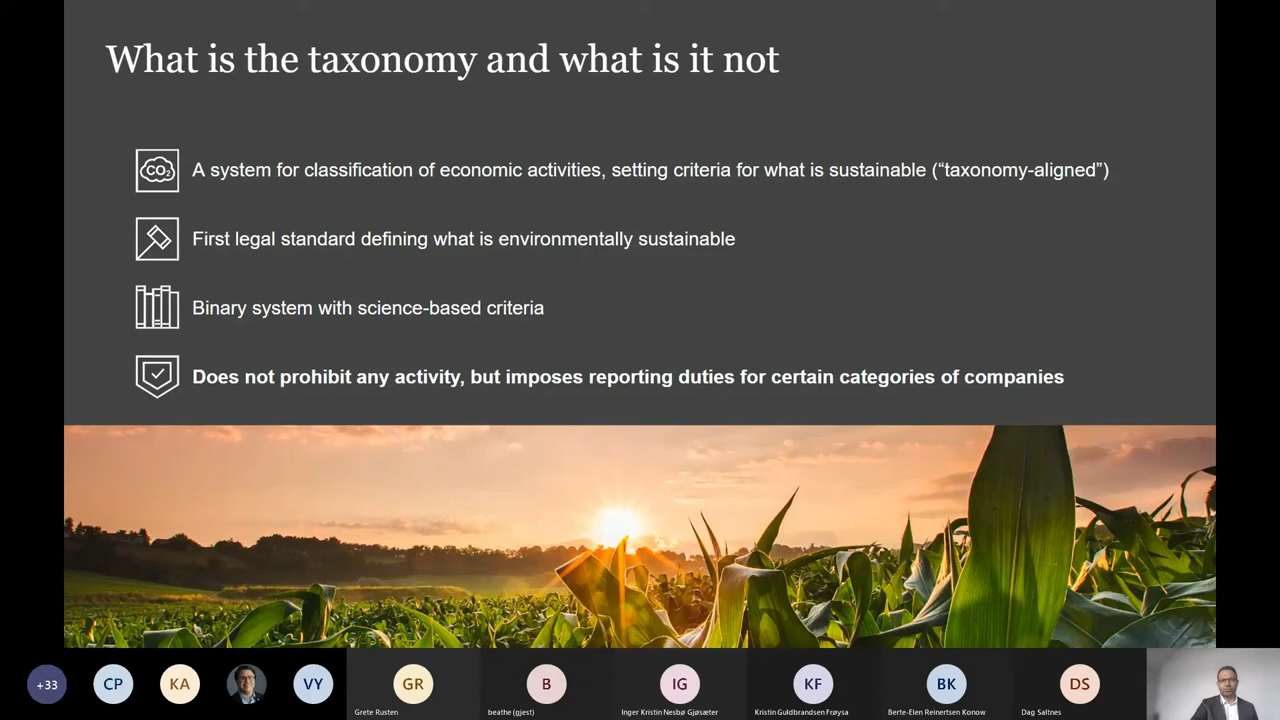 What is the taxonomy and what is it not
CO2
A system for classification of economic activities, setting criteria for what is sustainable (“taxonomy-aligned”)
First legal standard defining what is environmentally sustainable
Binary system with science-based criteria
Does not prohibit any activity, but imposes reporting duties for certain categories of companies
+33
CP
KA
VY
GR
B
IG
KF
BK
DS
Grete Rusten
beathe (gjest)
Inger Kristin Nesbø Gjøsæter
Kristin Guldbrandsen Frøysa
Berte-Elen Reinertsen Konow
Dag Saltnes